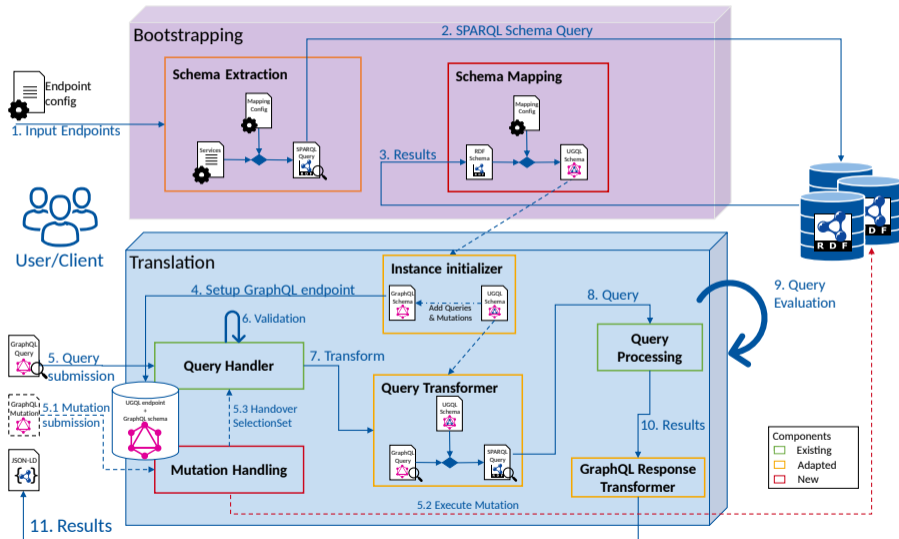 Bootstrapping
2. SPARQL Schema Query
Schema Extraction
Mapping
Config
Services
SPARQL
Query
Schema Mapping
Mapping
Config
RDF
Schema
UGQL
Schema
Endpoint
config
1. Input Endpoints
3. Results
RDF
DF
User/Client
Translation
Instance initializer
GraphQL
Schema
Add Queries
& Mutations
UGQL
Schema
4. Setup GraphQL endpoint
6. Validation
8. Query
9. Query
Evaluation
GraphQL
Query
5. Query
submission
Query Handler
7. Transform
Query
Processing
Query Transformer
UGQL
Schema
GraphQL
Query
SPARQL
Query
UGQL endpoint
+
GraphQL schema
GraphQL
Mutation
5.1 Mutation
submission
5.3 Handover
SelectionSet
10. Results
JSON-LD
{ }
Mutation Handling
GraphQL Response
Transformer
5.2 Execute Mutation
11. Results
Components
Existing
Adapted
New